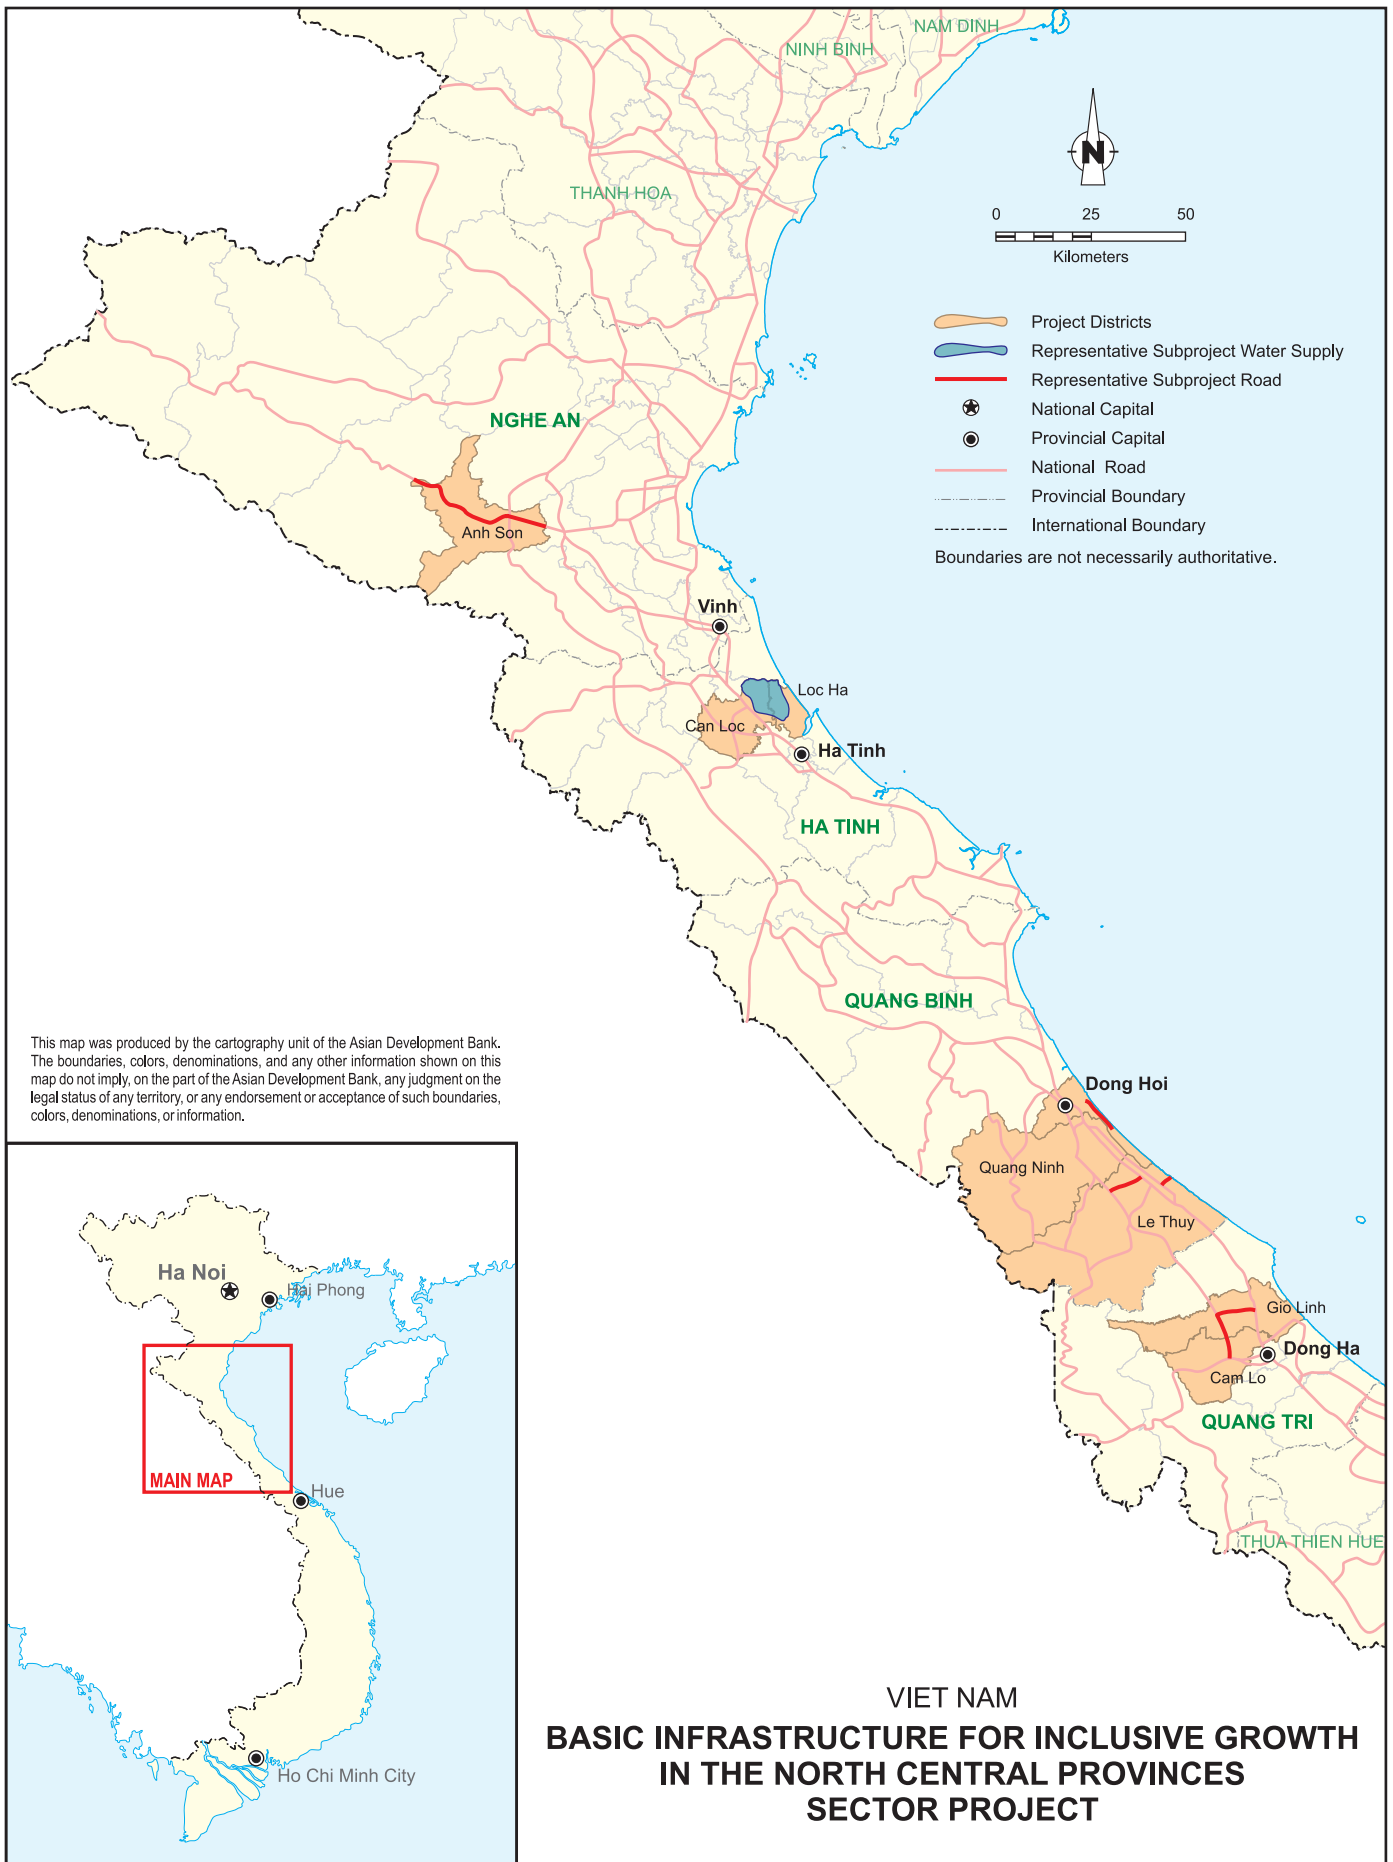 NAM DINH
NINH BINH
THANH HOA
N
0 25 50
Kilometers
Project Districts
Representative Subproject Water Supply
Representative Subproject Road
National Capital
Provincial Capital
National Road
Provincial Boundary
International Boundary
Boundaries are not necessarily authoritative.
NGHE AN
Anh Son
Vinh
Loc Ha
Can Loc
Ha Tinh
HA TINH
QUANG BINH
This map was produced by the cartography unit of the Asian Development Bank.
The boundaries, colors, denominations, and any other information shown on this
map do not imply, on the part of the Asian Development Bank, any judgment on the
legal status of any territory, or any endorsement or acceptance of such boundaries,
colors, denominations, or information.
Dong Hoi
Quang Ninh
Le Thuy
Gio Linh
Dong Ha
Cam Lo
QUANG TRI
THUA THIEN HUE
Ha Noi
Hai Phong
MAIN MAP
Hue
Ho Chi Minh City
VIET NAM
BASIC INFRASTRUCTURE FOR INCLUSIVE GROWTH
IN THE NORTH CENTRAL PROVINCES
SECTOR PROJECT